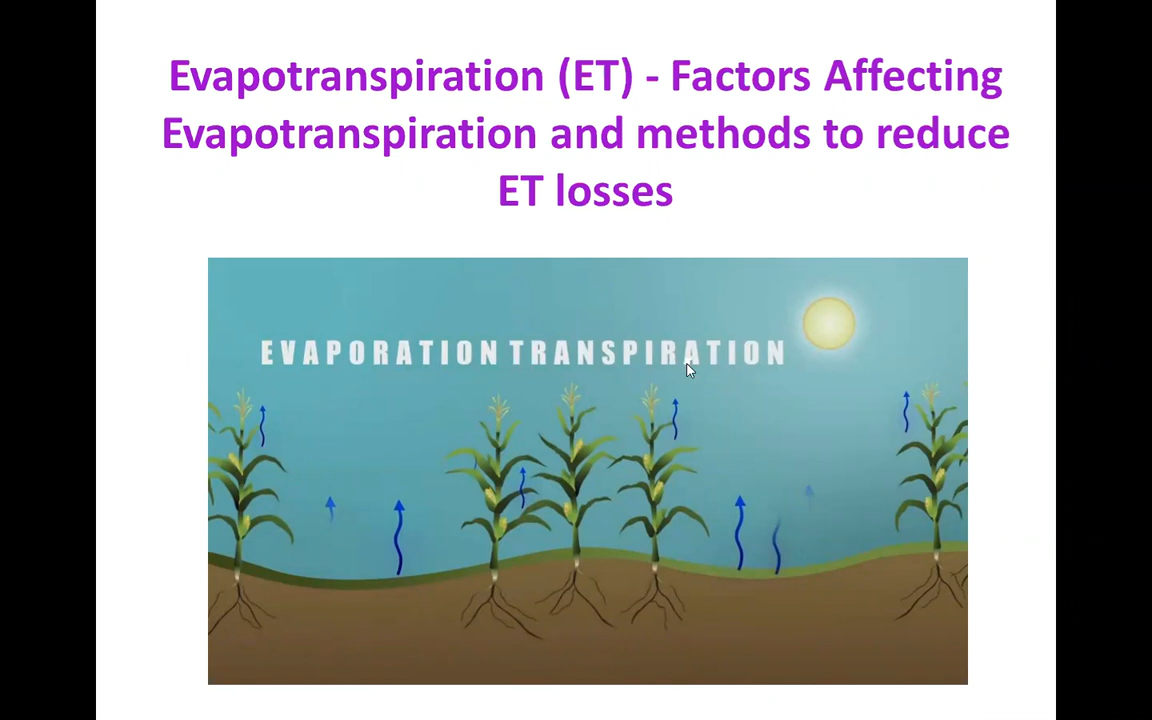 Evapotranspiration (ET) - Factors Affecting
Evapotranspiration and methods to reduce
ET losses
EVAPORATION TRANSPIRATION